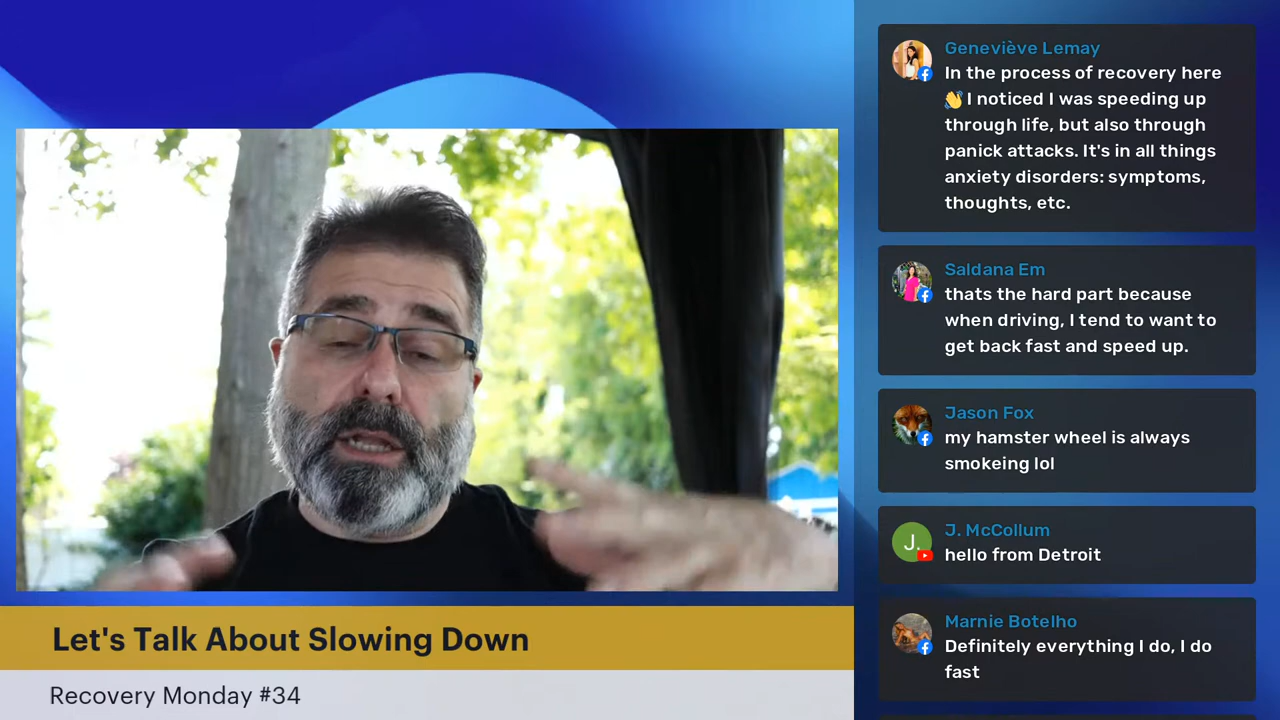 Let's Talk About Slowing Down
Recovery Monday #34
Geneviève Lemay
In the process of recovery here
👋 I noticed I was speeding up
through life, but also through
panick attacks. It's in all things
anxiety disorders: symptoms,
thoughts, etc.
Saldana Em
thats the hard part because
when driving, I tend to want to
get back fast and speed up.
Jason Fox
my hamster wheel is always
smokeing lol
J.
J. McCollum
hello from Detroit
Marnie Botelho
Definitely everything I do, I do
fast